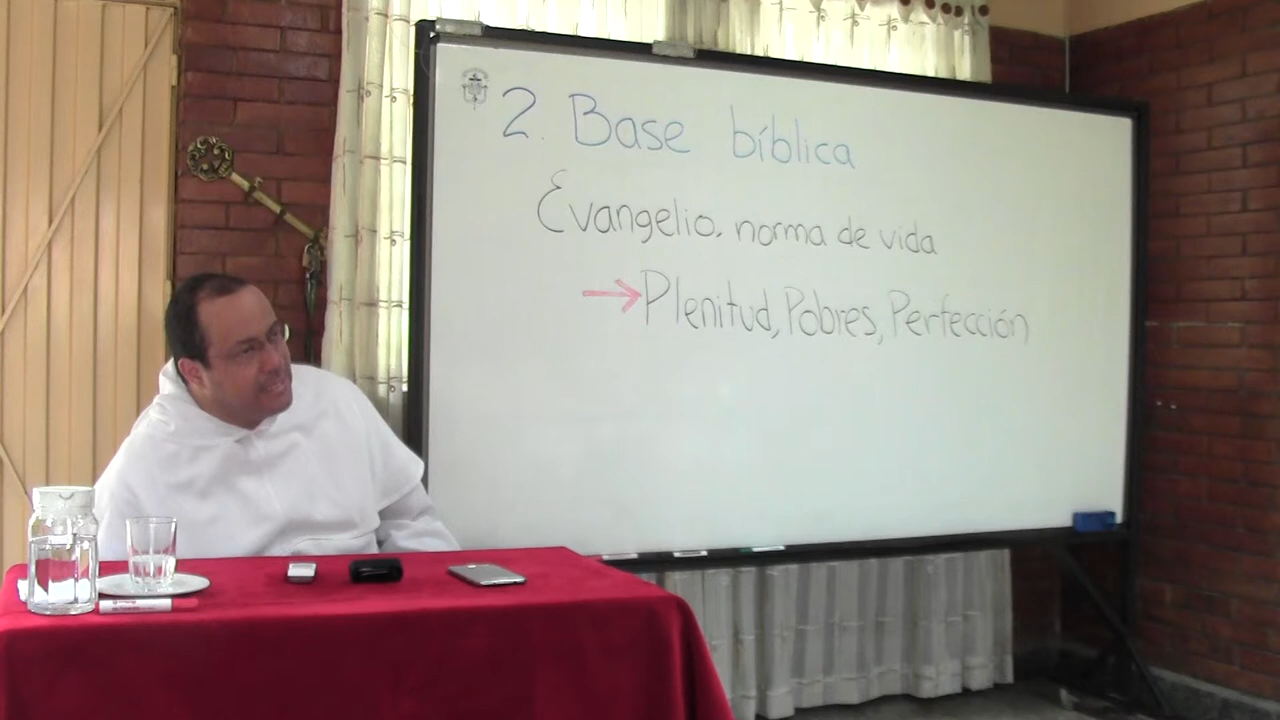 2. Base bíblica
Evangelio, norma de vida
→ Plenitud, Pobres, Perfección